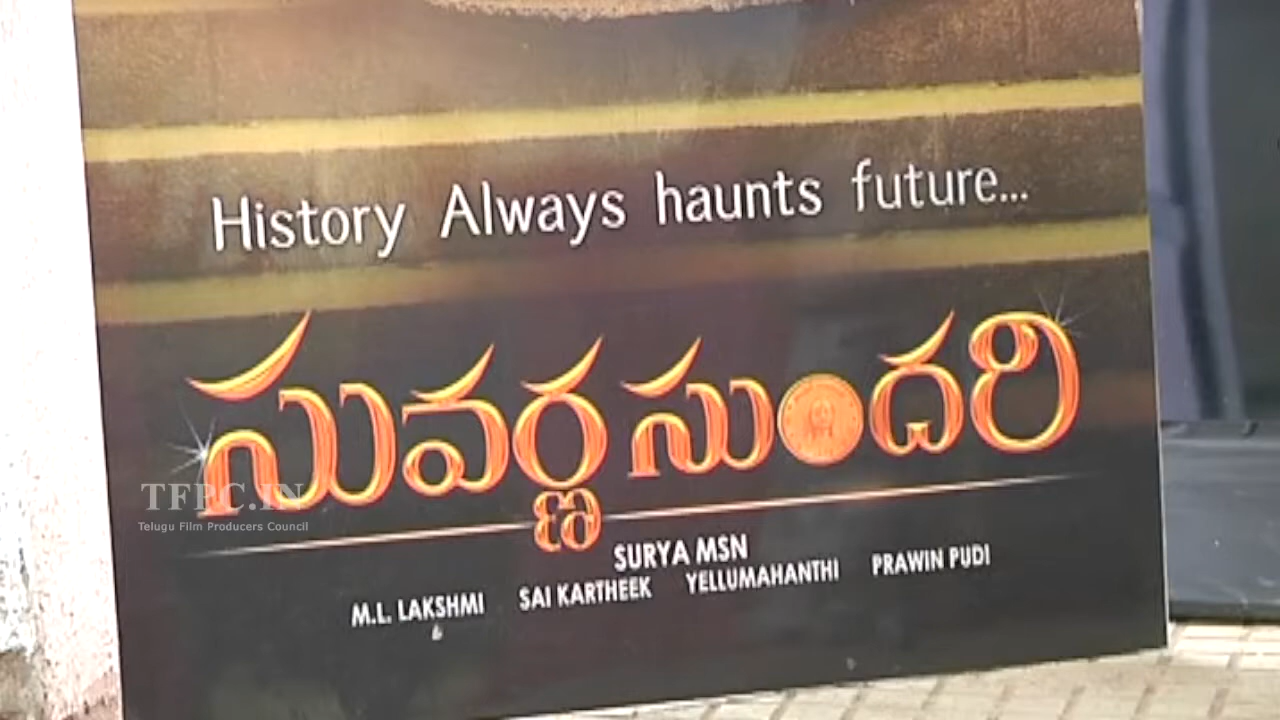 History Always haunts future...
సువర్ణసుందరి
TFPC.IN
Telugu Film Producers Council
SURYA MSN
M.L. LAKSHMI SAI KARTHEEK YELLUMAHANTHI PRAWIN PUDI